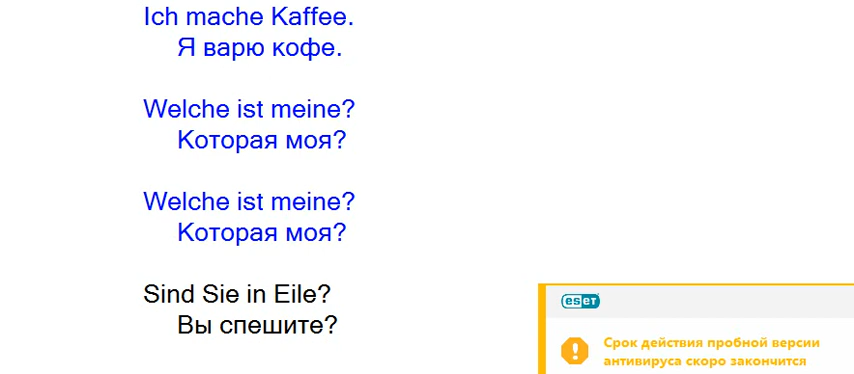 Ich mache Kaffee.
Я варю кофе.
Welche ist meine?
Которая моя?
Welche ist meine?
Которая моя?
Sind Sie in Eile?
Вы спешите?
eset
Срок действия пробной версии
антивируса скоро закончится